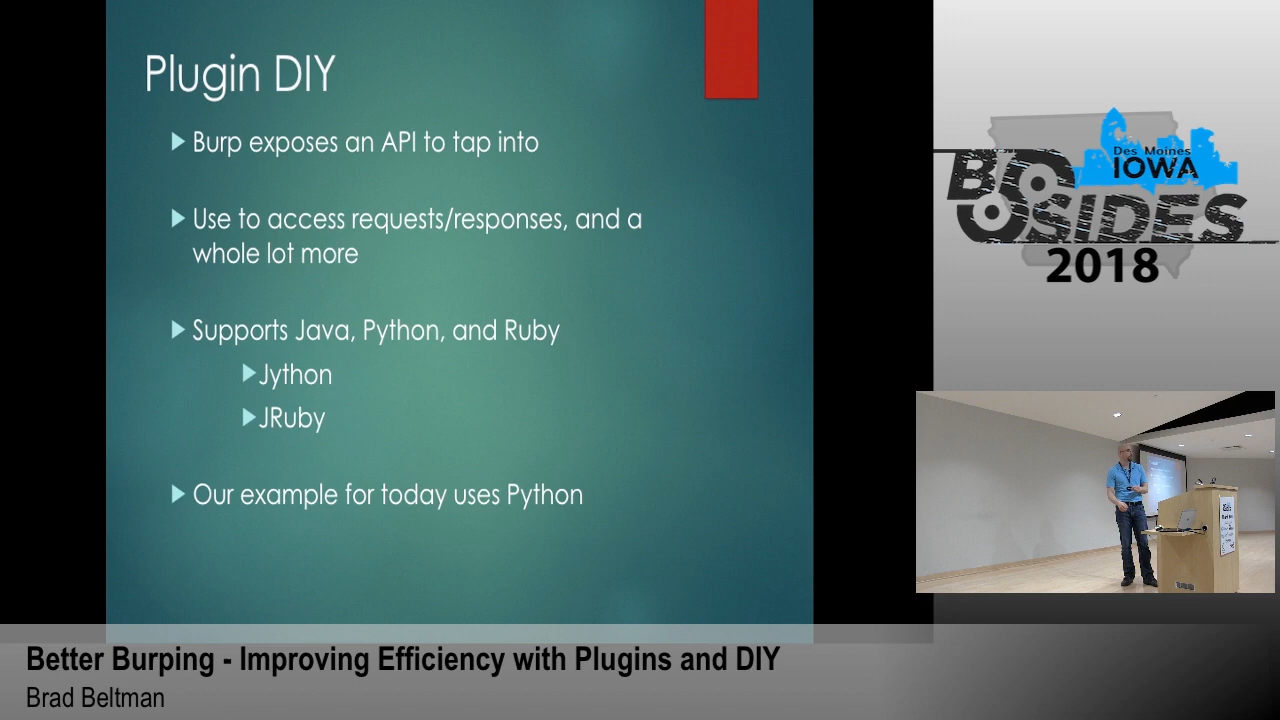 Plugin DIY
Burp exposes an API to tap into
Use to access requests/responses, and a
whole lot more
Supports Java, Python, and Ruby
Jython
JRuby
Our example for today uses Python
Des Moines
IOWA
BSIDES
2018
Better Burping - Improving Efficiency with Plugins and DIY
Brad Beltman